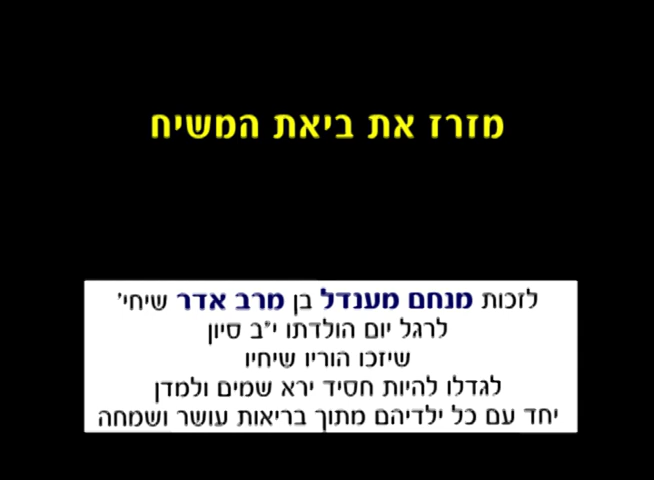 מזרז את ביאת המשיח
לזכות מנחם מענדל בן מרב אדר שיחי'
לרגל יום הולדתו י"ב סיון
שיזכו הוריו שיחיו
לגדלו להיות חסיד ירא שמים ולמדן
יחד עם כל ילדיהם מתוך בריאות עושר ושמחה